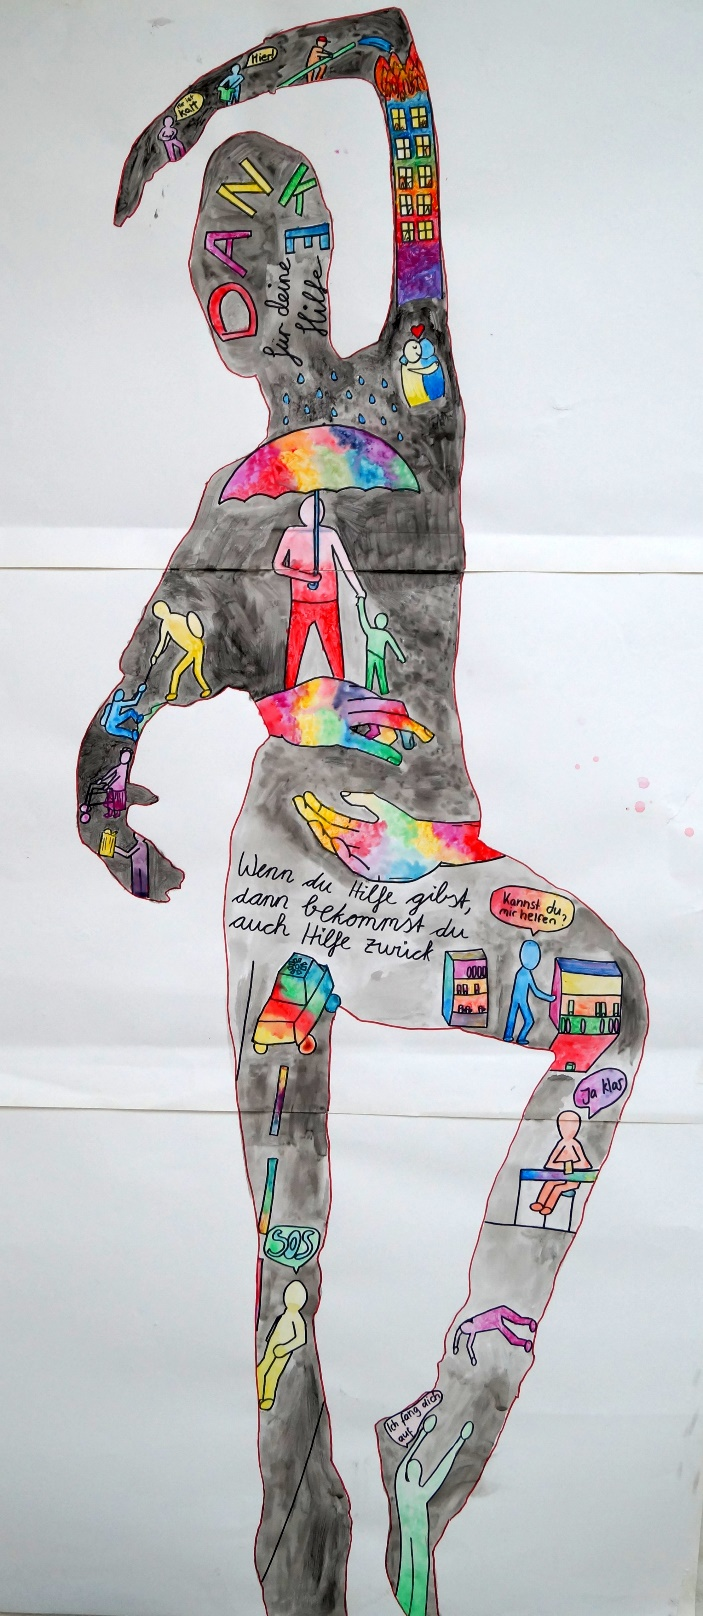 Hier!
mir ist
kalt
DANKE
für deine
Hilfe
Wenn du Hilfe gibst,
dann bekommst du
auch Hilfe zurück
Kannst du
mir helfen?
SOS
Ja klar
SOS
Ich fang dich
auf